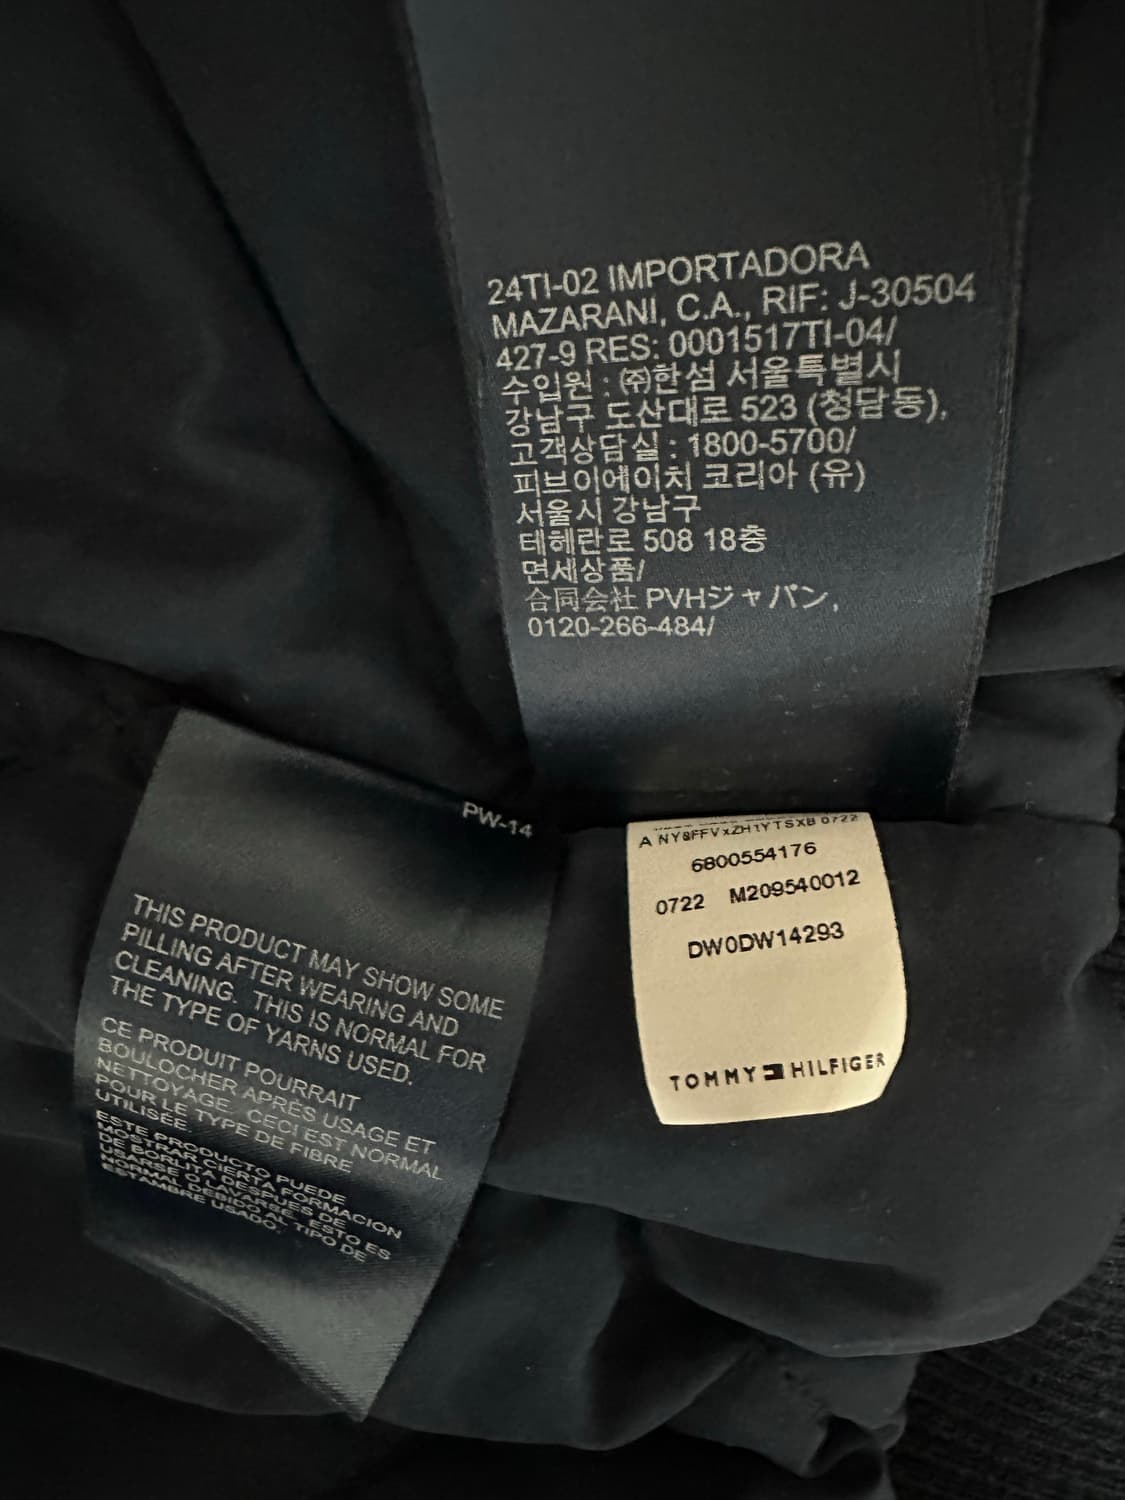 24TI-02 IMPORTADORA
MAZARANI, C.A., RIF: J-30504
427-9 RES: 0001517TI-04/
수입원 : ㈜한섬 서울특별시
강남구 도산대로 523 (청담동),
고객상담실 : 1800-5700/
피브이에이치 코리아 (유)
서울시 강남구
테헤란로 508 18층
면세상품/
合同会社 PVHジャパン,
0120-266-484/
PW-14
THIS PRODUCT MAY SHOW SOME
PILLING AFTER WEARING AND
CLEANING. THIS IS NORMAL FOR
THE TYPE OF YARNS USED.
CE PRODUIT POURRAIT
BOULOCHER APRÈS USAGE ET
NETTOYAGE. CECI EST NORMAL
POUR LE TYPE DE FIBRE
UTILISÉE.
ESTE PRODUCTO PUEDE
MOSTRAR CIERTA FORMACION
DE BORLITA DESPUES DE
USARSE O LAVARSE. ESTO ES
NORMAL DEBIDO AL TIPO DE
ESTAMBRE USADO.
A NY8FFVxZH1YTSXB 0722
6800554176
0722 M209540012
DW0DW14293
TOMMY HILFIGER